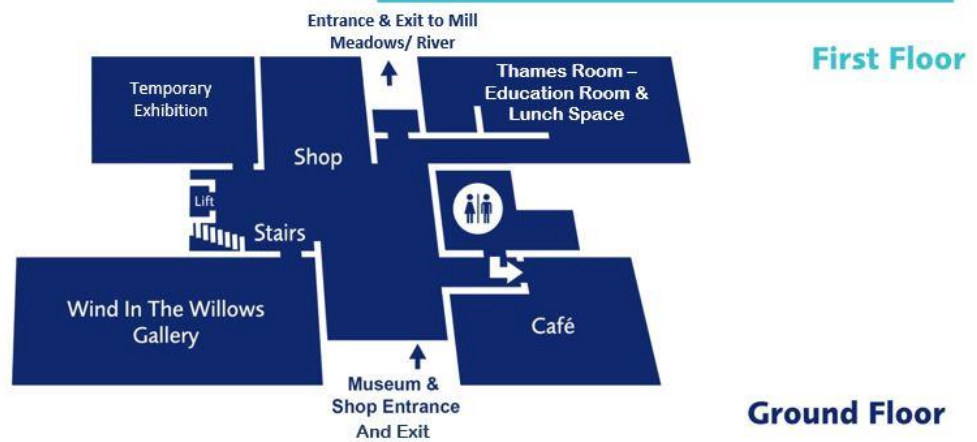 Entrance & Exit to Mill
Meadows/ River
First Floor
Temporary
Exhibition
Thames Room –
Education Room &
Lunch Space
Shop
Lift
Stairs
Wind In The Willows
Gallery
Café
Museum &
Shop Entrance
And Exit
Ground Floor